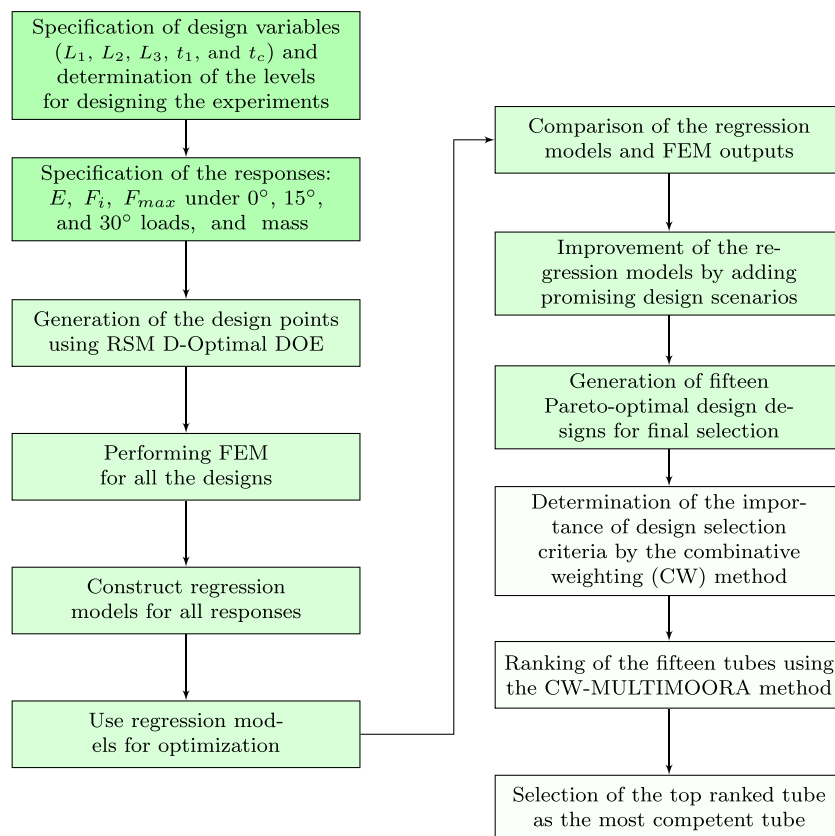 Specification of design variables
(L₁, L₂, L₃, t₁, and t_c) and
determination of the levels
for designing the experiments
Specification of the responses:
E, F_i, F_max under 0°, 15°,
and 30° loads, and mass
Generation of the design points
using RSM D-Optimal DOE
Performing FEM
for all the designs
Construct regression
models for all responses
Use regression mod-
els for optimization
Comparison of the regression
models and FEM outputs
Improvement of the re-
gression models by adding
promising design scenarios
Generation of fifteen
Pareto-optimal design de-
signs for final selection
Determination of the impor-
tance of design selection
criteria by the combinative
weighting (CW) method
Ranking of the fifteen tubes using
the CW-MULTIMOORA method
Selection of the top ranked tube
as the most competent tube